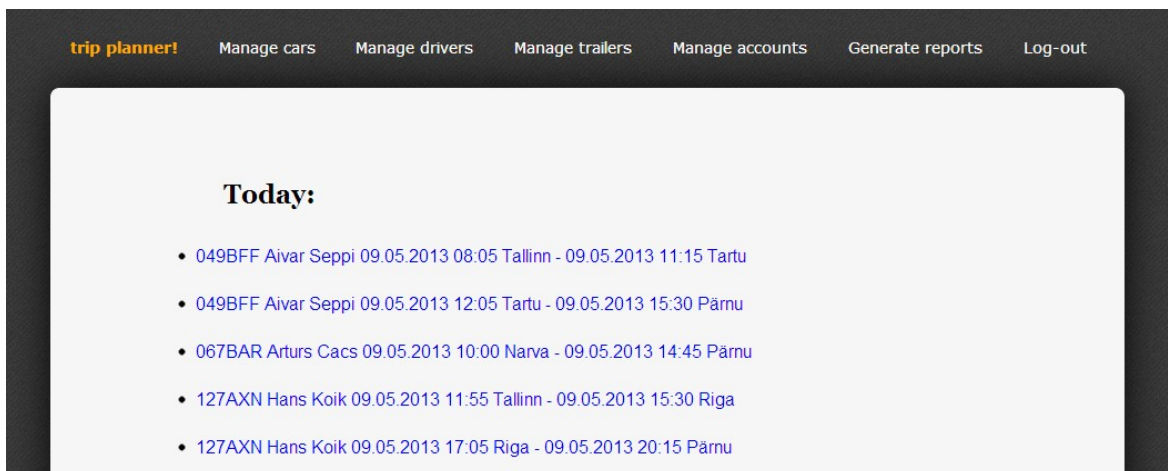 trip planner! Manage cars Manage drivers Manage trailers Manage accounts Generate reports Log-out
Today:
049BFF Aivar Seppi 09.05.2013 08:05 Tallinn - 09.05.2013 11:15 Tartu
049BFF Aivar Seppi 09.05.2013 12:05 Tartu - 09.05.2013 15:30 Pärnu
067BAR Arturs Cacs 09.05.2013 10:00 Narva - 09.05.2013 14:45 Pärnu
127AXN Hans Koik 09.05.2013 11:55 Tallinn - 09.05.2013 15:30 Riga
127AXN Hans Koik 09.05.2013 17:05 Riga - 09.05.2013 20:15 Pärnu